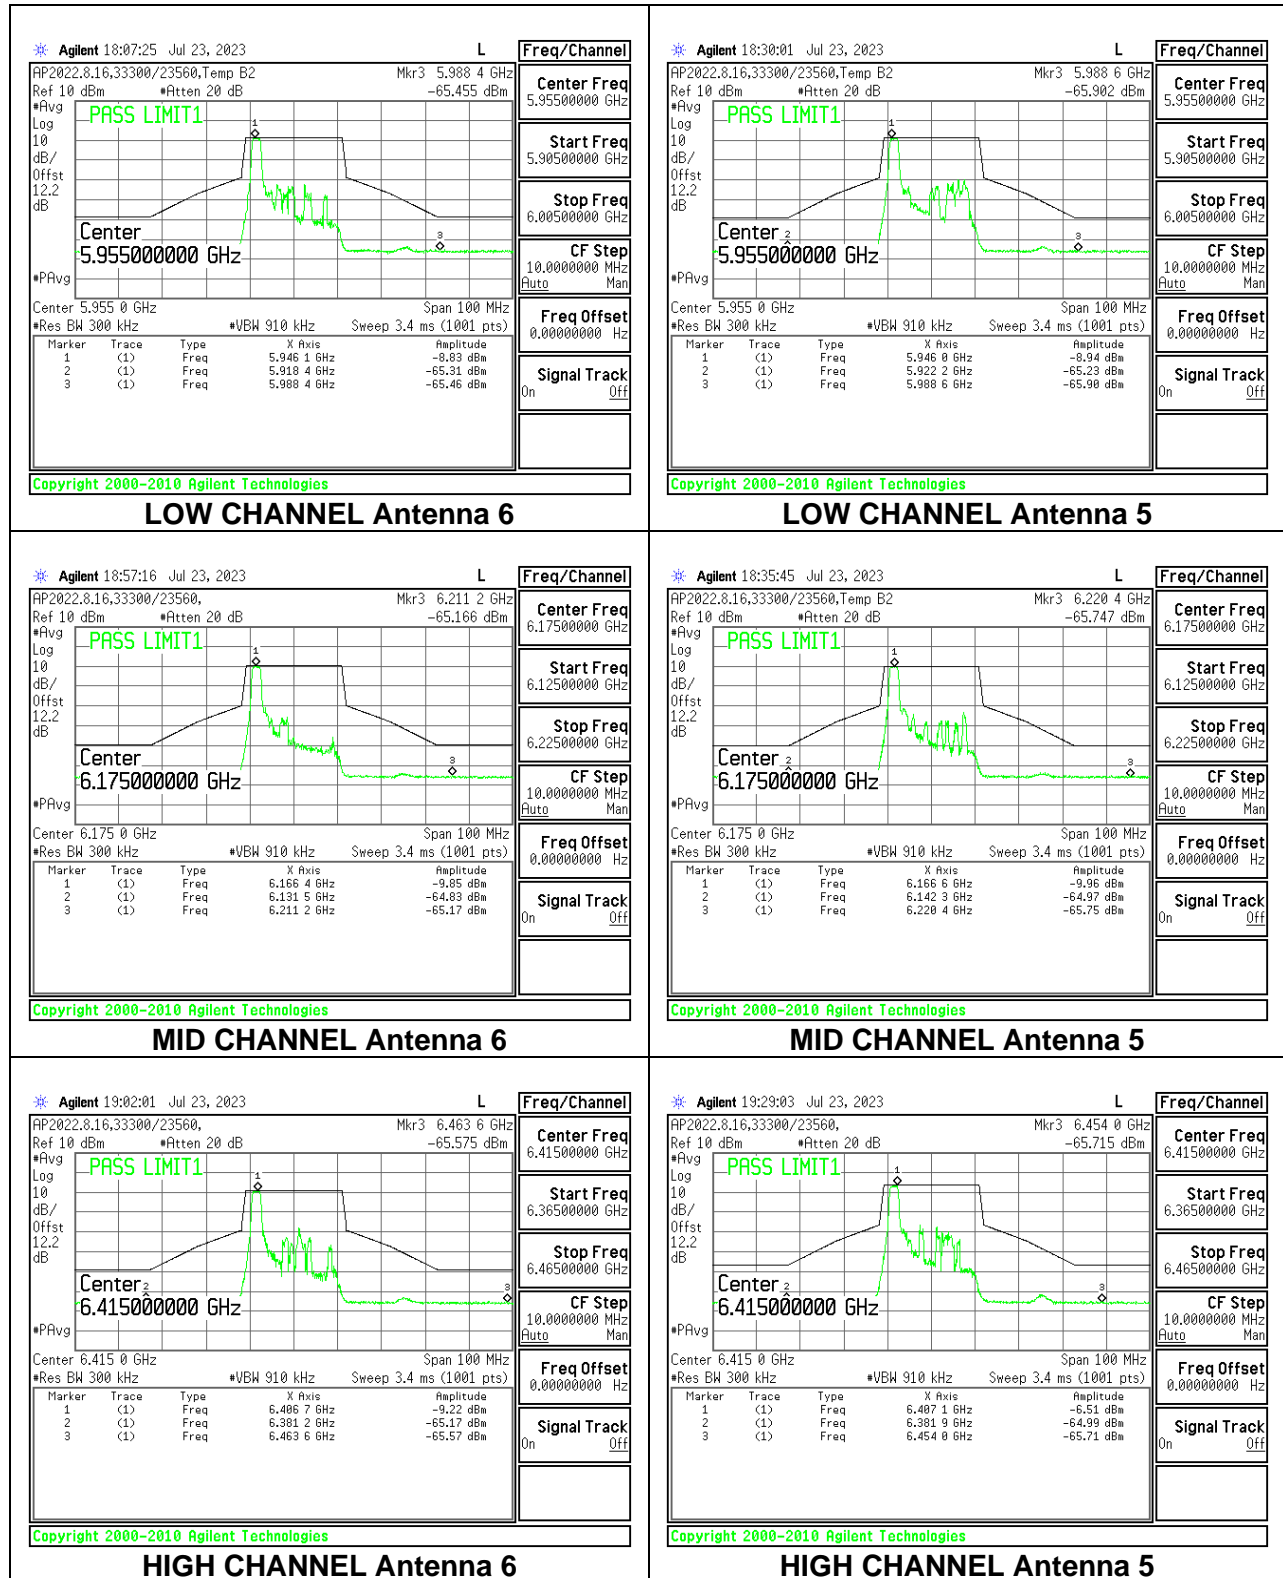 Agilent 18:07:25 Jul 23, 2023 L Freq/Channel
AP2022.8.16,33300/23560,Temp B2 Mkr3 5.988 4 GHz
Ref 10 dBm #Atten 20 dB -65.455 dBm
#Avg
Log
10
dB/
Offst
12.2
dB
#PAvg
PASS LIMIT1
1
3
Center
5.955000000 GHz
Center 5.955 0 GHz Span 100 MHz
#Res BW 300 kHz #VBW 910 kHz Sweep 3.4 ms (1001 pts)
Marker Trace Type X Axis Amplitude
1 (1) Freq 5.946 1 GHz -8.83 dBm
2 (1) Freq 5.918 4 GHz -65.31 dBm
3 (1) Freq 5.988 4 GHz -65.46 dBm
Center Freq
5.95500000 GHz
Start Freq
5.90500000 GHz
Stop Freq
6.00500000 GHz
CF Step
10.0000000 MHz
Auto Man
Freq Offset
0.00000000 Hz
Signal Track
On Off
Copyright 2000-2010 Agilent Technologies
LOW CHANNEL Antenna 6
Agilent 18:30:01 Jul 23, 2023 L Freq/Channel
AP2022.8.16,33300/23560,Temp B2 Mkr3 5.988 6 GHz
Ref 10 dBm #Atten 20 dB -65.902 dBm
#Avg
Log
10
dB/
Offst
12.2
dB
#PAvg
PASS LIMIT1
1
2
3
Center
5.955000000 GHz
Center 5.955 0 GHz Span 100 MHz
#Res BW 300 kHz #VBW 910 kHz Sweep 3.4 ms (1001 pts)
Marker Trace Type X Axis Amplitude
1 (1) Freq 5.946 0 GHz -8.94 dBm
2 (1) Freq 5.922 2 GHz -65.23 dBm
3 (1) Freq 5.988 6 GHz -65.90 dBm
Center Freq
5.95500000 GHz
Start Freq
5.90500000 GHz
Stop Freq
6.00500000 GHz
CF Step
10.0000000 MHz
Auto Man
Freq Offset
0.00000000 Hz
Signal Track
On Off
Copyright 2000-2010 Agilent Technologies
LOW CHANNEL Antenna 5
Agilent 18:57:16 Jul 23, 2023 L Freq/Channel
AP2022.8.16,33300/23560, Mkr3 6.211 2 GHz
Ref 10 dBm #Atten 20 dB -65.166 dBm
#Avg
Log
10
dB/
Offst
12.2
dB
#PAvg
PASS LIMIT1
1
3
Center
6.175000000 GHz
Center 6.175 0 GHz Span 100 MHz
#Res BW 300 kHz #VBW 910 kHz Sweep 3.4 ms (1001 pts)
Marker Trace Type X Axis Amplitude
1 (1) Freq 6.166 4 GHz -9.85 dBm
2 (1) Freq 6.131 5 GHz -64.83 dBm
3 (1) Freq 6.211 2 GHz -65.17 dBm
Center Freq
6.17500000 GHz
Start Freq
6.12500000 GHz
Stop Freq
6.22500000 GHz
CF Step
10.0000000 MHz
Auto Man
Freq Offset
0.00000000 Hz
Signal Track
On Off
Copyright 2000-2010 Agilent Technologies
MID CHANNEL Antenna 6
Agilent 18:35:45 Jul 23, 2023 L Freq/Channel
AP2022.8.16,33300/23560,Temp B2 Mkr3 6.220 4 GHz
Ref 10 dBm #Atten 20 dB -65.747 dBm
#Avg
Log
10
dB/
Offst
12.2
dB
#PAvg
PASS LIMIT1
1
2
3
Center
6.175000000 GHz
Center 6.175 0 GHz Span 100 MHz
#Res BW 300 kHz #VBW 910 kHz Sweep 3.4 ms (1001 pts)
Marker Trace Type X Axis Amplitude
1 (1) Freq 6.166 6 GHz -9.96 dBm
2 (1) Freq 6.142 3 GHz -64.97 dBm
3 (1) Freq 6.220 4 GHz -65.75 dBm
Center Freq
6.17500000 GHz
Start Freq
6.12500000 GHz
Stop Freq
6.22500000 GHz
CF Step
10.0000000 MHz
Auto Man
Freq Offset
0.00000000 Hz
Signal Track
On Off
Copyright 2000-2010 Agilent Technologies
MID CHANNEL Antenna 5
Agilent 19:02:01 Jul 23, 2023 L Freq/Channel
AP2022.8.16,33300/23560, Mkr3 6.463 6 GHz
Ref 10 dBm #Atten 20 dB -65.575 dBm
#Avg
Log
10
dB/
Offst
12.2
dB
#PAvg
PASS LIMIT1
1
2
3
Center
6.415000000 GHz
Center 6.415 0 GHz Span 100 MHz
#Res BW 300 kHz #VBW 910 kHz Sweep 3.4 ms (1001 pts)
Marker Trace Type X Axis Amplitude
1 (1) Freq 6.406 7 GHz -9.22 dBm
2 (1) Freq 6.381 2 GHz -65.17 dBm
3 (1) Freq 6.463 6 GHz -65.57 dBm
Center Freq
6.41500000 GHz
Start Freq
6.36500000 GHz
Stop Freq
6.46500000 GHz
CF Step
10.0000000 MHz
Auto Man
Freq Offset
0.00000000 Hz
Signal Track
On Off
Copyright 2000-2010 Agilent Technologies
HIGH CHANNEL Antenna 6
Agilent 19:29:03 Jul 23, 2023 L Freq/Channel
AP2022.8.16,33300/23560, Mkr3 6.454 0 GHz
Ref 10 dBm #Atten 20 dB -65.715 dBm
#Avg
Log
10
dB/
Offst
12.2
dB
#PAvg
PASS LIMIT1
1
2
3
Center
6.415000000 GHz
Center 6.415 0 GHz Span 100 MHz
#Res BW 300 kHz #VBW 910 kHz Sweep 3.4 ms (1001 pts)
Marker Trace Type X Axis Amplitude
1 (1) Freq 6.407 1 GHz -6.51 dBm
2 (1) Freq 6.381 9 GHz -64.99 dBm
3 (1) Freq 6.454 0 GHz -65.71 dBm
Center Freq
6.41500000 GHz
Start Freq
6.36500000 GHz
Stop Freq
6.46500000 GHz
CF Step
10.0000000 MHz
Auto Man
Freq Offset
0.00000000 Hz
Signal Track
On Off
Copyright 2000-2010 Agilent Technologies
HIGH CHANNEL Antenna 5